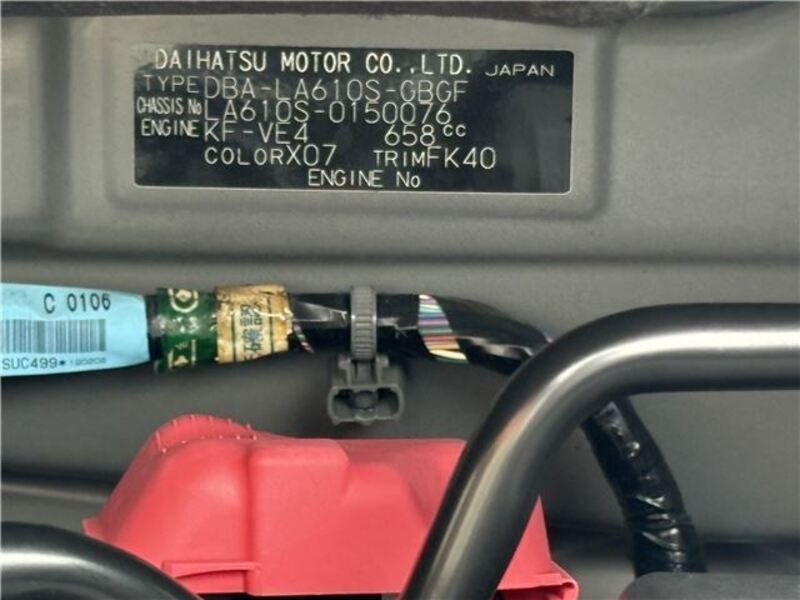 DAIHATSU MOTOR CO.,LTD. JAPAN
TYPE DBA-LA610S-GBGF
CHASSIS No LA610S-0150076
ENGINE KF-VE4 658cc
COLOR X07 TRIM FK40
ENGINE No
C 0106
SUC499*190208